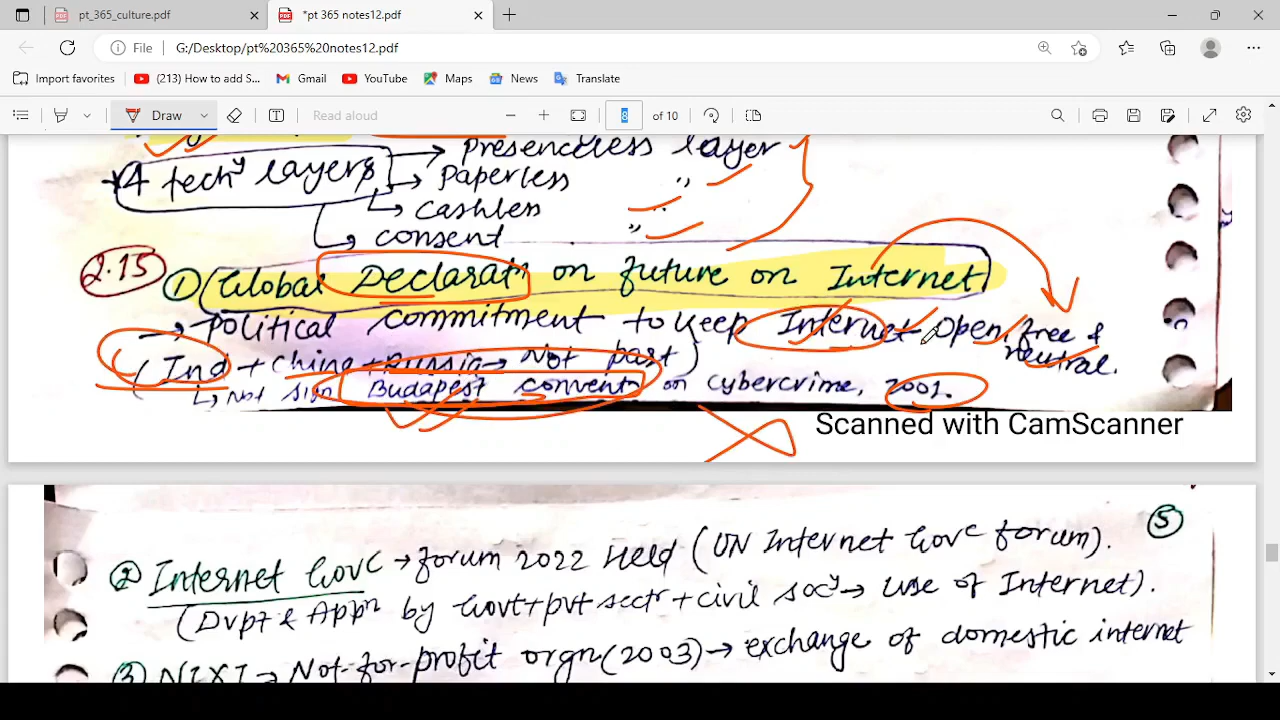 pt_365_culture.pdf
*pt 365 notes12.pdf
File
G:/Desktop/pt%20365%20notes12.pdf
Import favorites
(213) How to add S...
Gmail
YouTube
Maps
News
Translate
Draw
Read aloud
8
of 10
4 techy layers → Presenceless layer
→ Paperless "
→ Cashless "
→ consent "
2.15 ① (Global Declaratn on future on Internet)
→ political commitment to keep Internet Open, free & neutral.
(Ind + China + Russia → Not part)
↳ Not sign Budapest convent on cybercrime, 2001.
Scanned with CamScanner
5
② Internet Govc → forum 2022 Held (UN Internet Govc forum).
(Dvpt & Appn by Govt + pvt sectr + civil socy → use of Internet).
③ NIXI → Not-for-profit orgn (2003) → exchange of domestic internet